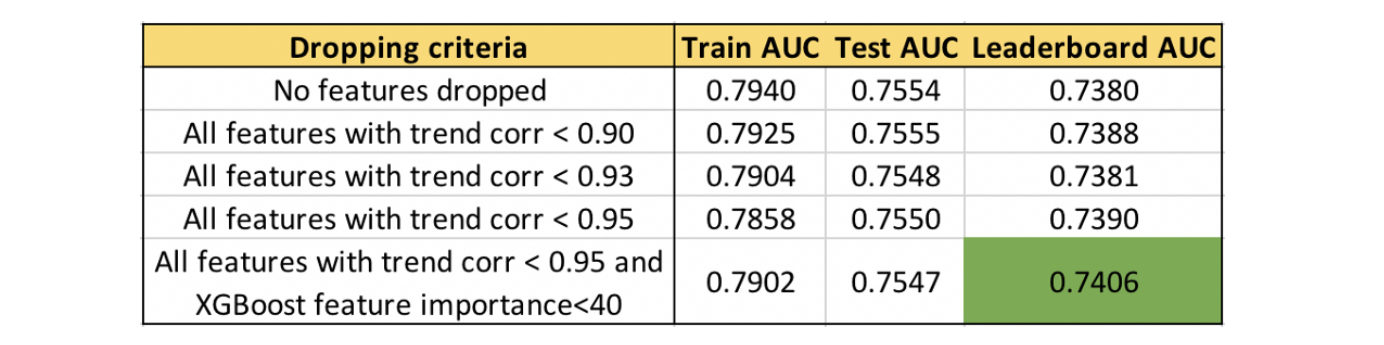 Dropping criteria Train AUC Test AUC Leaderboard AUC
No features dropped 0.7940 0.7554 0.7380
All features with trend corr < 0.90 0.7925 0.7555 0.7388
All features with trend corr < 0.93 0.7904 0.7548 0.7381
All features with trend corr < 0.95 0.7858 0.7550 0.7390
All features with trend corr < 0.95 and
XGBoost feature importance<40 0.7902 0.7547 0.7406